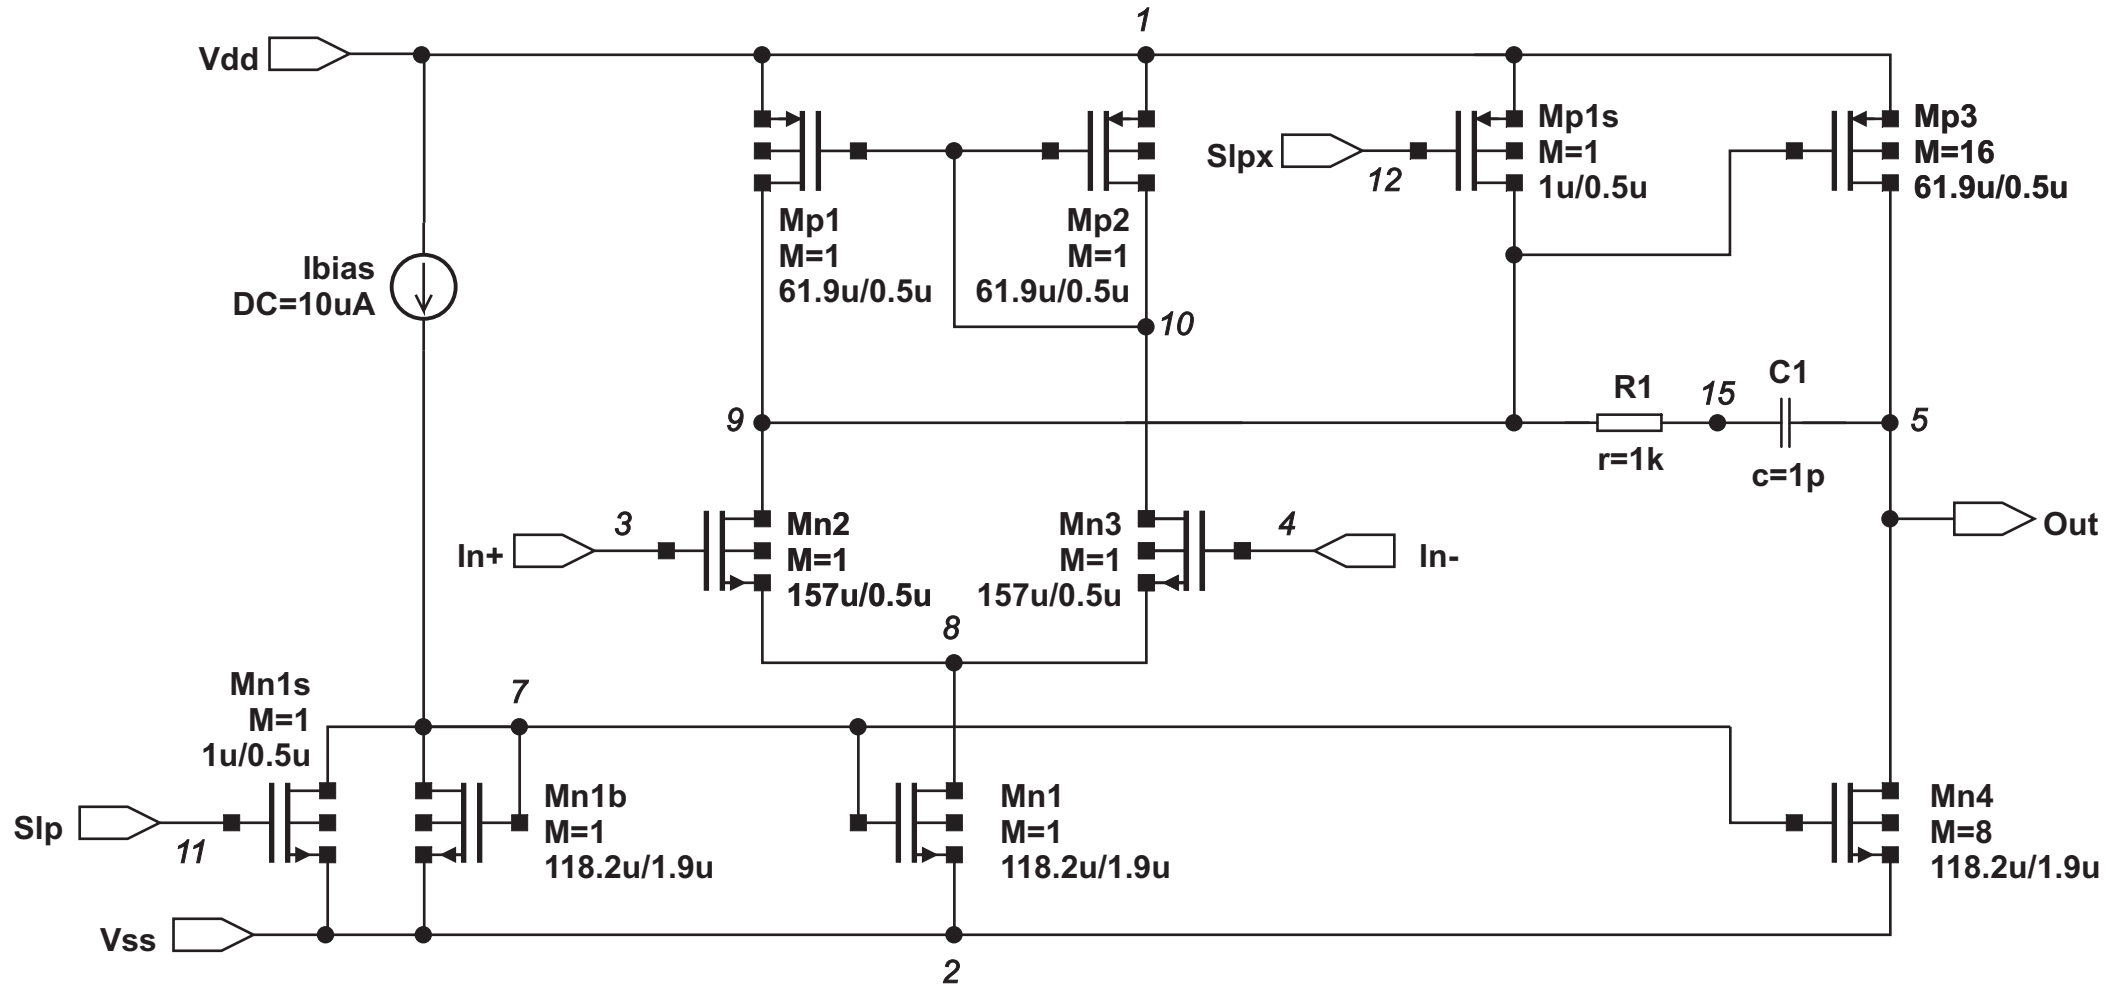 1
Vdd
Mp1s
M=1
1u/0.5u
Mp3
M=16
61.9u/0.5u
Slpx
12
Mp1
M=1
61.9u/0.5u
Mp2
M=1
61.9u/0.5u
Ibias
DC=10uA
10
9
R1
r=1k
15
C1
c=1p
5
In+
3
Mn2
M=1
157u/0.5u
Mn3
M=1
157u/0.5u
4
In-
Out
8
Mn1s
M=1
1u/0.5u
7
Slp
11
Mn1b
M=1
118.2u/1.9u
Mn1
M=1
118.2u/1.9u
Mn4
M=8
118.2u/1.9u
Vss
2